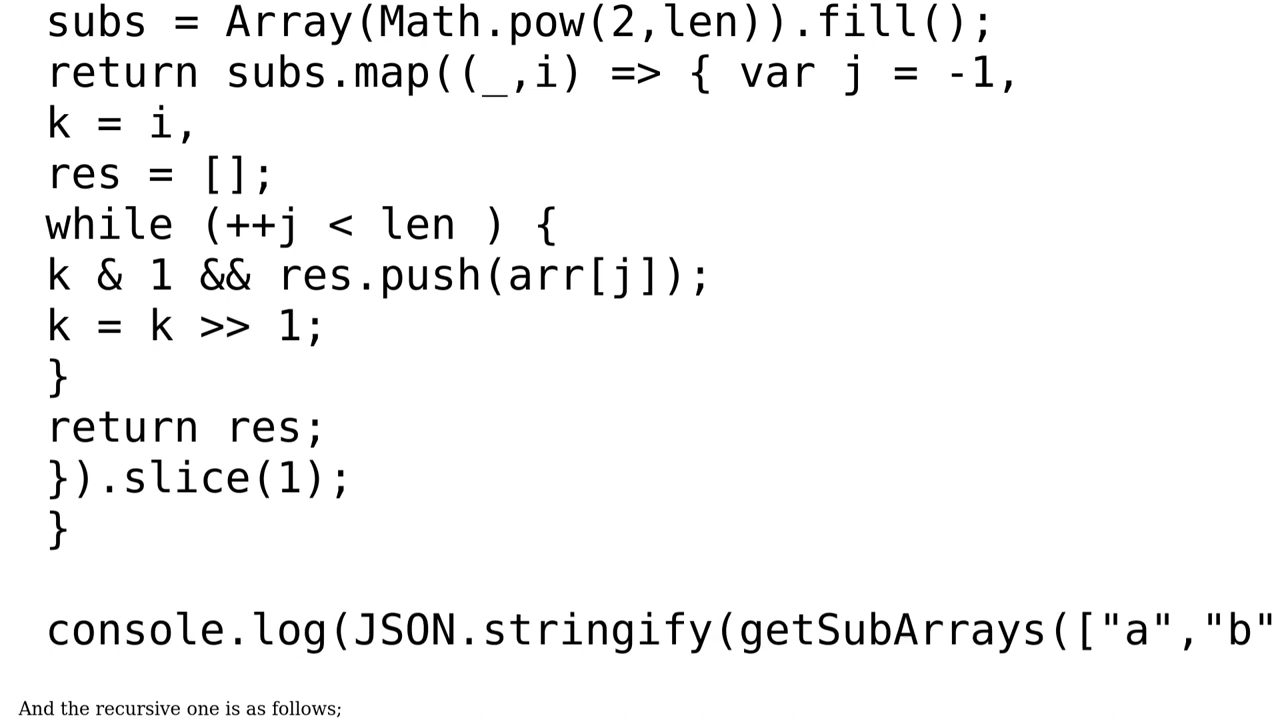 subs = Array(Math.pow(2,len)).fill();
return subs.map((_,i) => { var j = -1,
k = i,
res = [];
while (++j < len ) {
k & 1 && res.push(arr[j]);
k = k >> 1;
}
return res;
}).slice(1);
}
console.log(JSON.stringify(getSubArrays(["a","b"
And the recursive one is as follows;